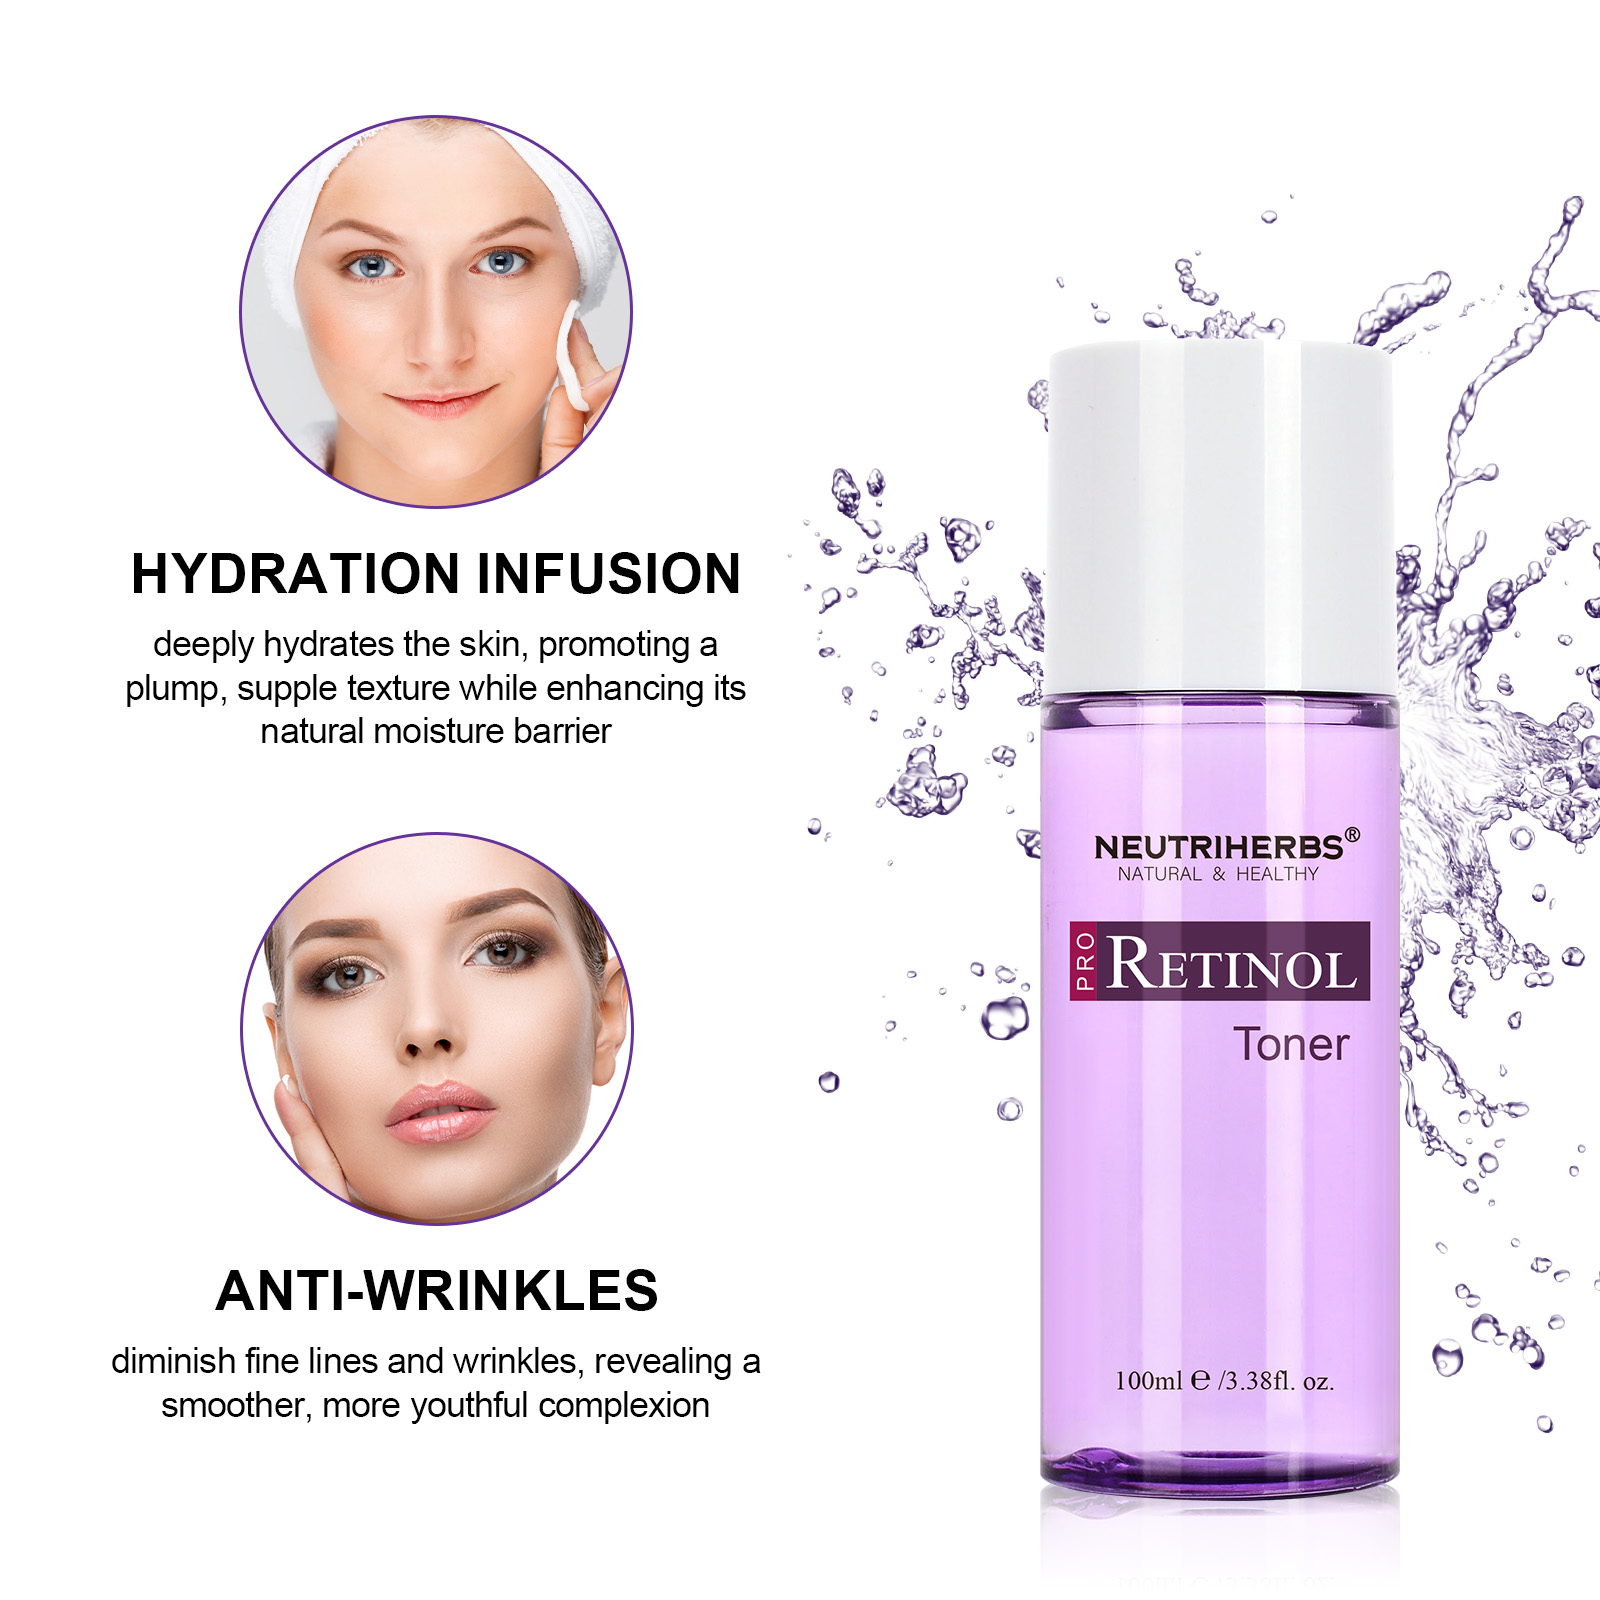 HYDRATION INFUSION
deeply hydrates the skin, promoting a
plump, supple texture while enhancing its
natural moisture barrier
ANTI-WRINKLES
diminish fine lines and wrinkles, revealing a
smoother, more youthful complexion
NEUTRIHERBS®
NATURAL & HEALTHY
PRO RETINOL
Toner
100ml ℮ /3.38fl. oz.